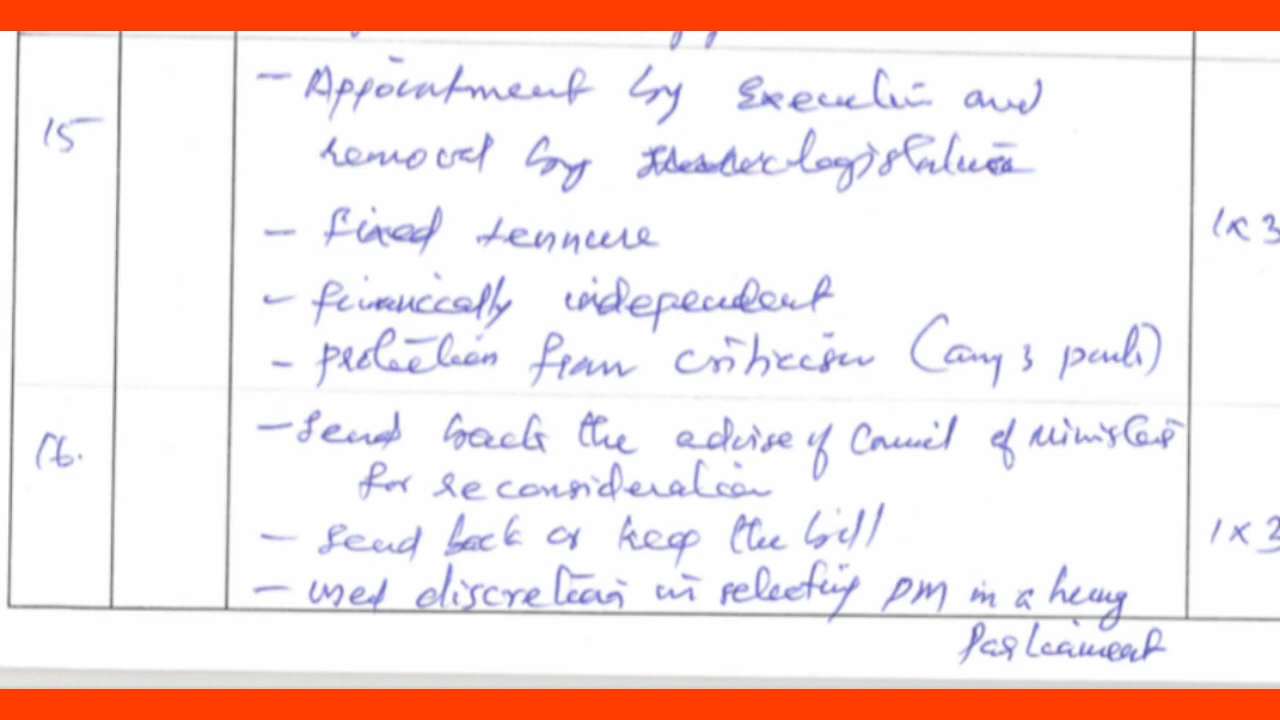 15
- Appointment by Executive and
removal by legislature
- fixed tennure
- financially independent
- protection from criticism (any 3 points)
1x3
16.
- Send back the advise of Council of Ministers
for reconsideration
- send back or keep the bill
1x3
- used discretion in selecting PM in a hung
Parliament